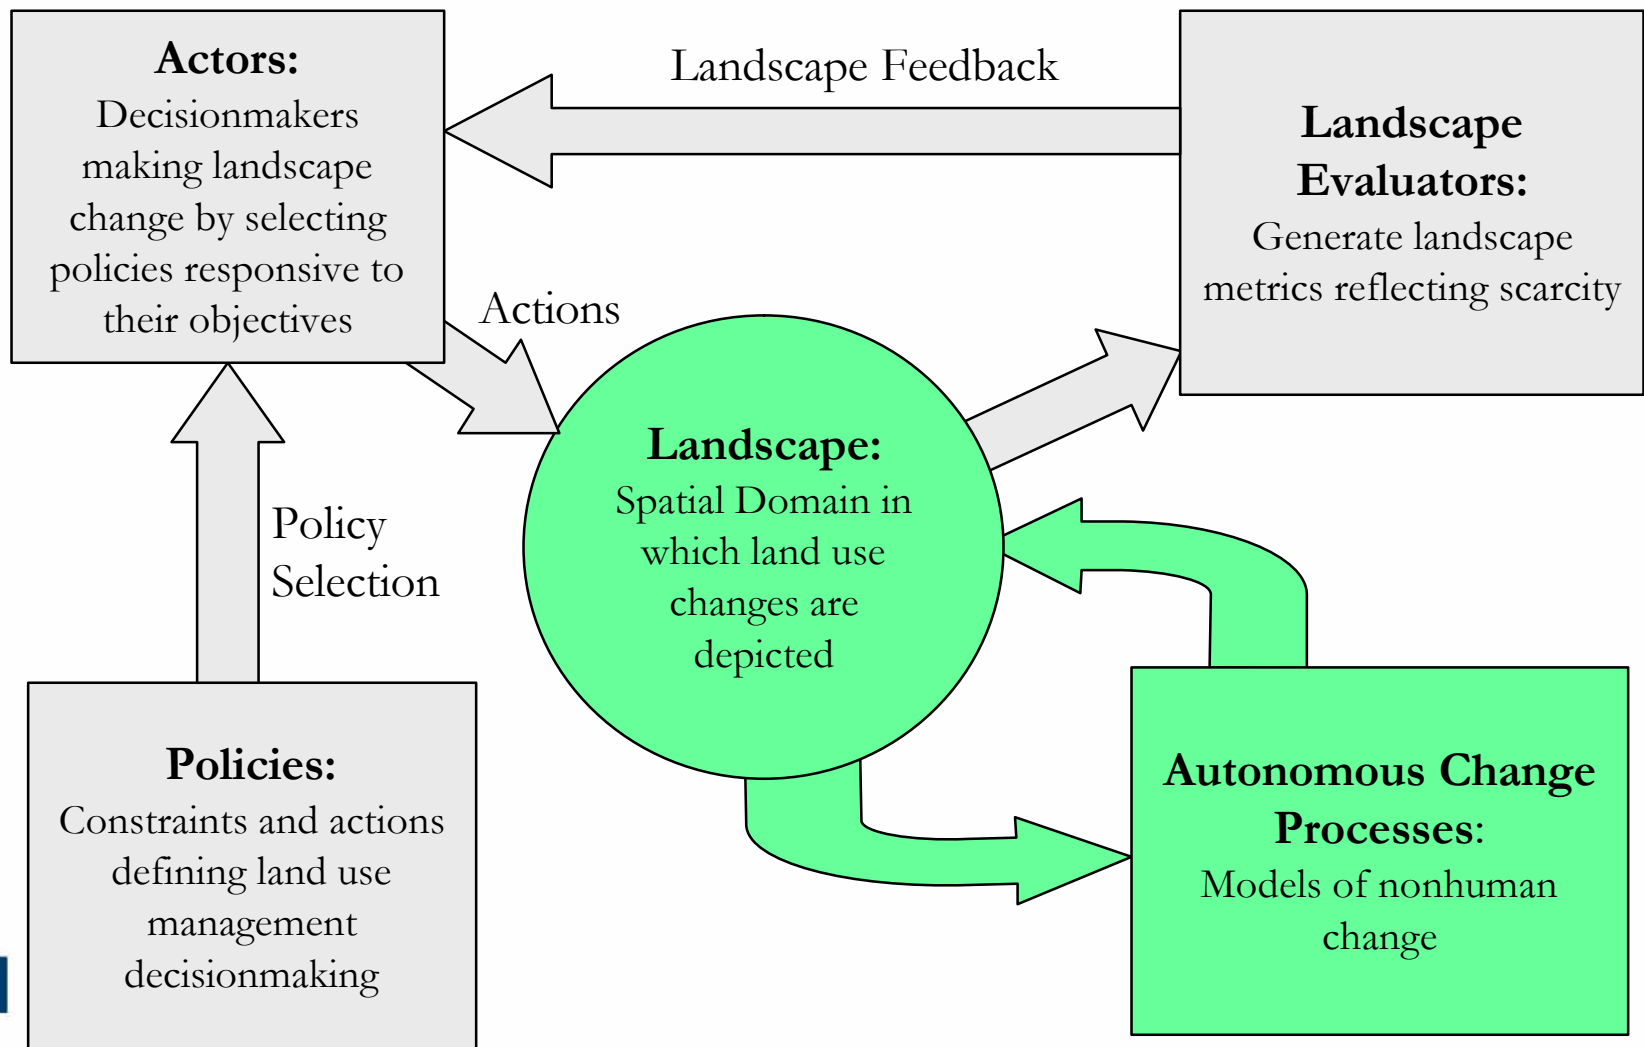 Actors:
Decisionmakers
making landscape
change by selecting
policies responsive to
their objectives
Landscape Feedback
Landscape
Evaluators:
Generate landscape
metrics reflecting scarcity
Actions
Landscape:
Spatial Domain in
which land use
changes are
depicted
Policy
Selection
Policies:
Constraints and actions
defining land use
management
decisionmaking
Autonomous Change
Processes:
Models of nonhuman
change